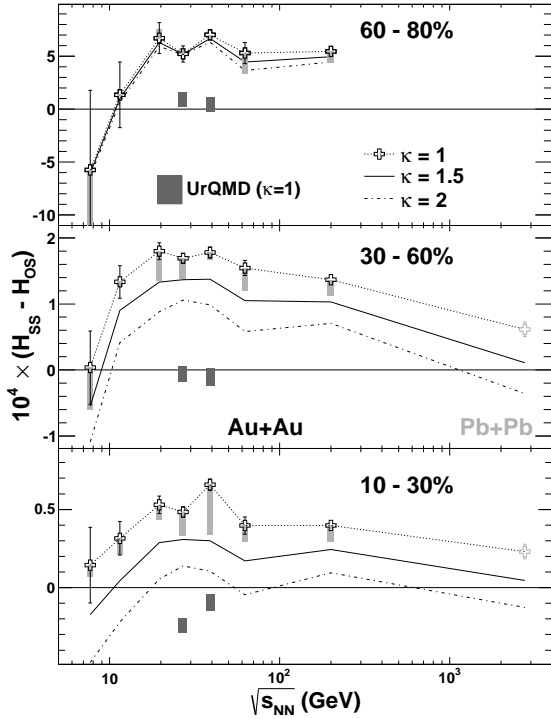 60 - 80%
5
0
-5
-10
κ = 1
κ = 1.5
κ = 2
UrQMD (κ=1)
10⁴ × (H_SS - H_OS)
2
30 - 60%
1
0
-1
Au+Au
Pb+Pb
10 - 30%
0.5
0
10
10²
10³
√s_NN (GeV)